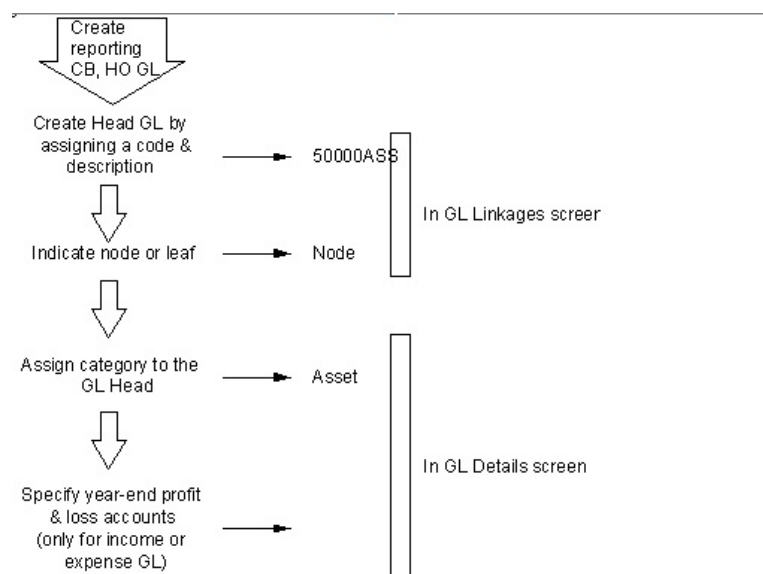 Create
reporting
CB, HO GL
Create Head GL by
assigning a code &
description
50000ASS
In GL Linkages screer
Indicate node or leaf
Node
Assign category to the
GL Head
Asset
In GL Details screen
Specify year-end profit
& loss accounts
(only for income or
expense GL)